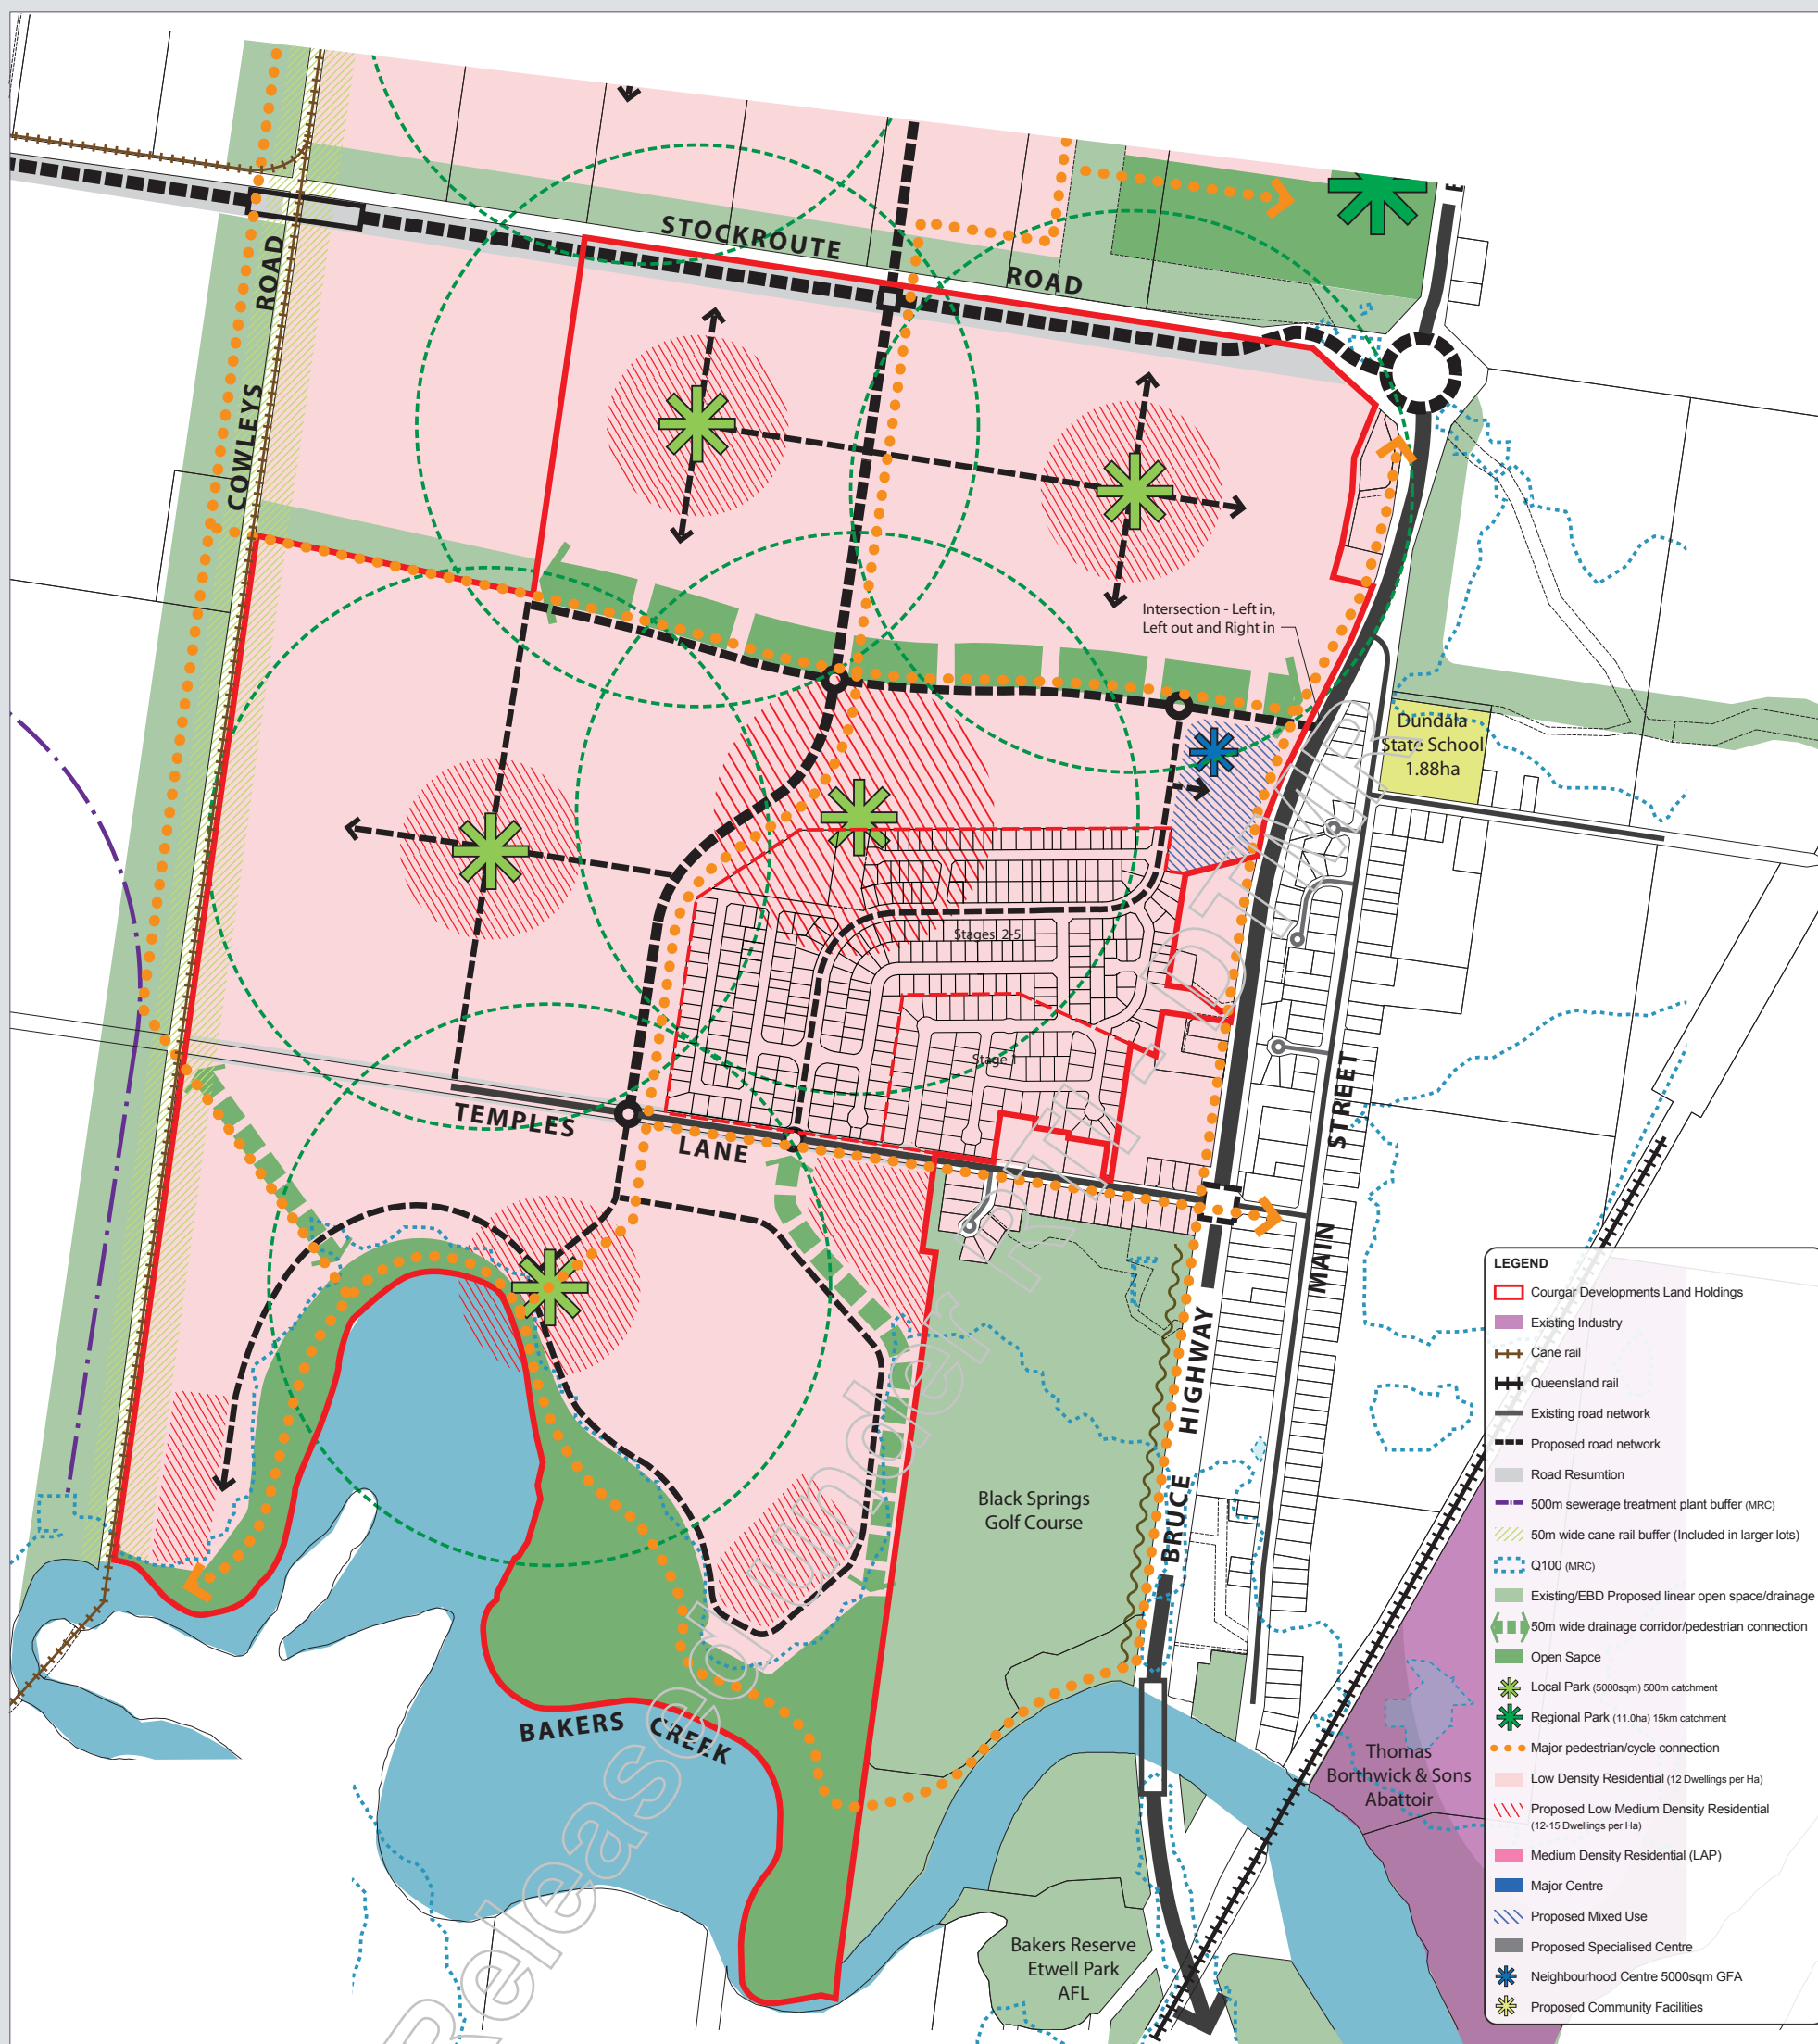 STOCKROUTE
ROAD
E
COWLEYS
ROAD
Intersection - Left in,
Left out and Right in
Dundala
State School
1.88ha
Stages 2-5
Stage 1
TEMPLES
LANE
MAIN
STREET
BRUCE
HIGHWAY
Black Springs
Golf Course
BAKERS
CREEK
Thomas
Borthwick & Sons
Abattoir
Bakers Reserve
Etwell Park
AFL
Released under RTI - DTMR
LEGEND
Courgar Developments Land Holdings
Existing Industry
Cane rail
Queensland rail
Existing road network
Proposed road network
Road Resumtion
500m sewerage treatment plant buffer (MRC)
50m wide cane rail buffer (Included in larger lots)
Q100 (MRC)
Existing/EBD Proposed linear open space/drainage
50m wide drainage corridor/pedestrian connection
Open Sapce
Local Park (5000sqm) 500m catchment
Regional Park (11.0ha) 15km catchment
Major pedestrian/cycle connection
Low Density Residential (12 Dwellings per Ha)
Proposed Low Medium Density Residential
(12-15 Dwellings per Ha)
Medium Density Residential (LAP)
Major Centre
Proposed Mixed Use
Proposed Specialised Centre
Neighbourhood Centre 5000sqm GFA
Proposed Community Facilities